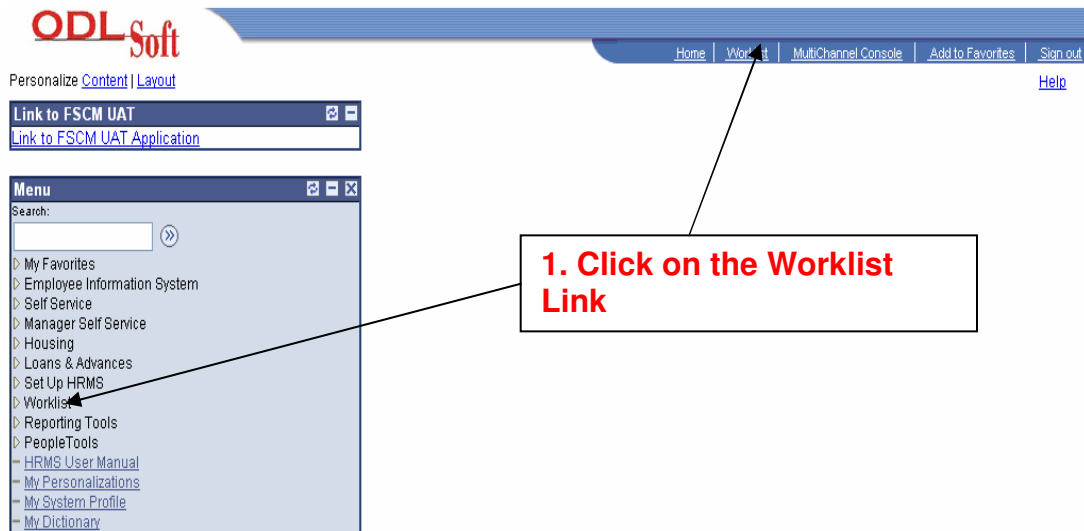 ODLSoft
Home | Worklist | MultiChannel Console | Add to Favorites | Sign out
Personalize Content | Layout
Help
Link to FSCM UAT
Link to FSCM UAT Application
Menu
Search:
My Favorites
Employee Information System
Self Service
Manager Self Service
Housing
Loans & Advances
Set Up HRMS
Worklist
Reporting Tools
PeopleTools
HRMS User Manual
My Personalizations
My System Profile
My Dictionary
1. Click on the Worklist
Link